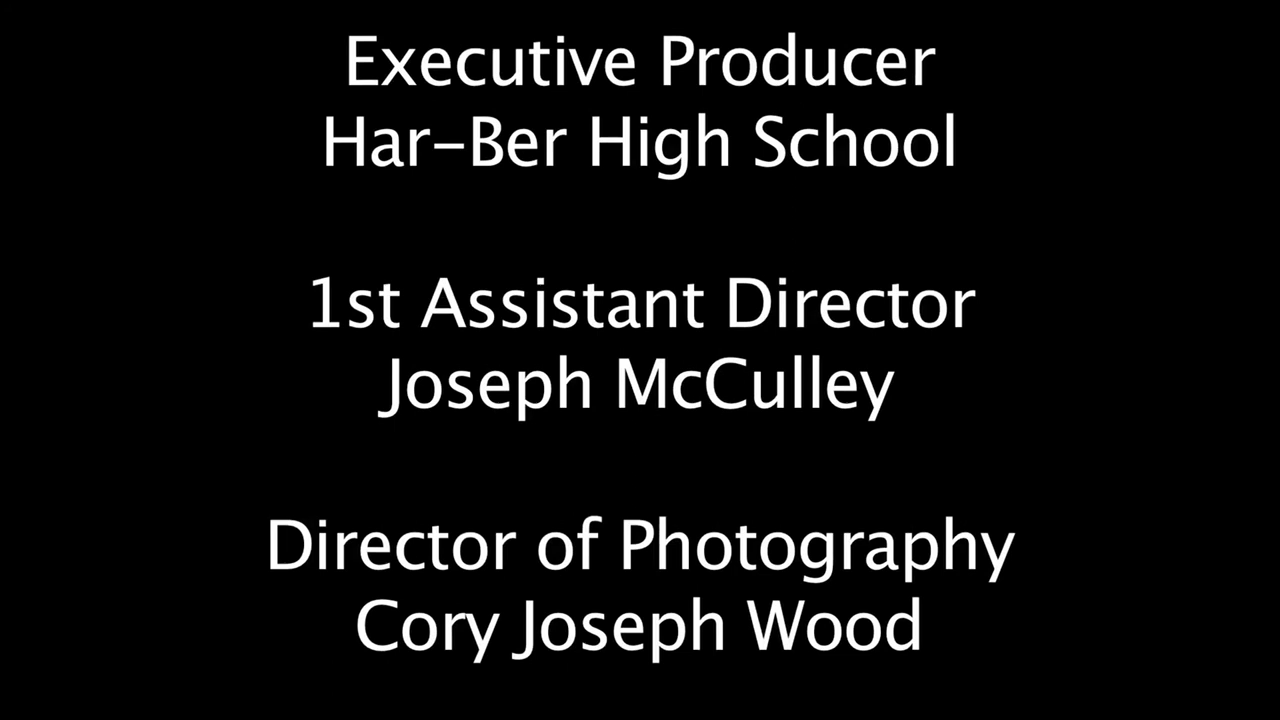 Executive Producer
Har-Ber High School
1st Assistant Director
Joseph McCulley
Director of Photography
Cory Joseph Wood